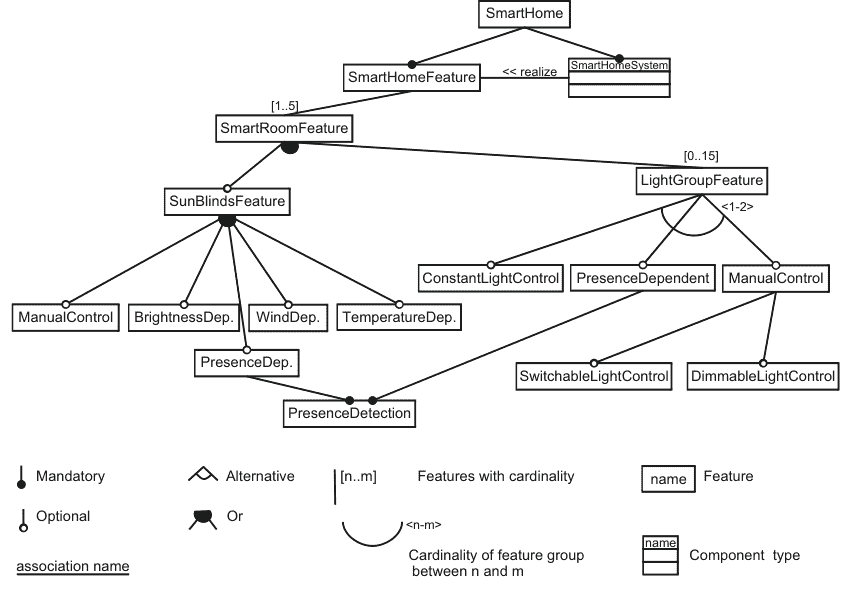 SmartHome
SmartHomeFeature
<< realize
SmartHomeSystem
[1..5]
SmartRoomFeature
[0..15]
LightGroupFeature
SunBlindsFeature
<1-2>
ConstantLightControl
PresenceDependent
ManualControl
ManualControl
BrightnessDep.
WindDep.
TemperatureDep.
PresenceDep.
SwitchableLightControl
DimmableLightControl
PresenceDetection
Mandatory
Alternative
[n..m]
Features with cardinality
name
Feature
Optional
Or
<n-m>
association name
Cardinality of feature group
between n and m
name
Component type